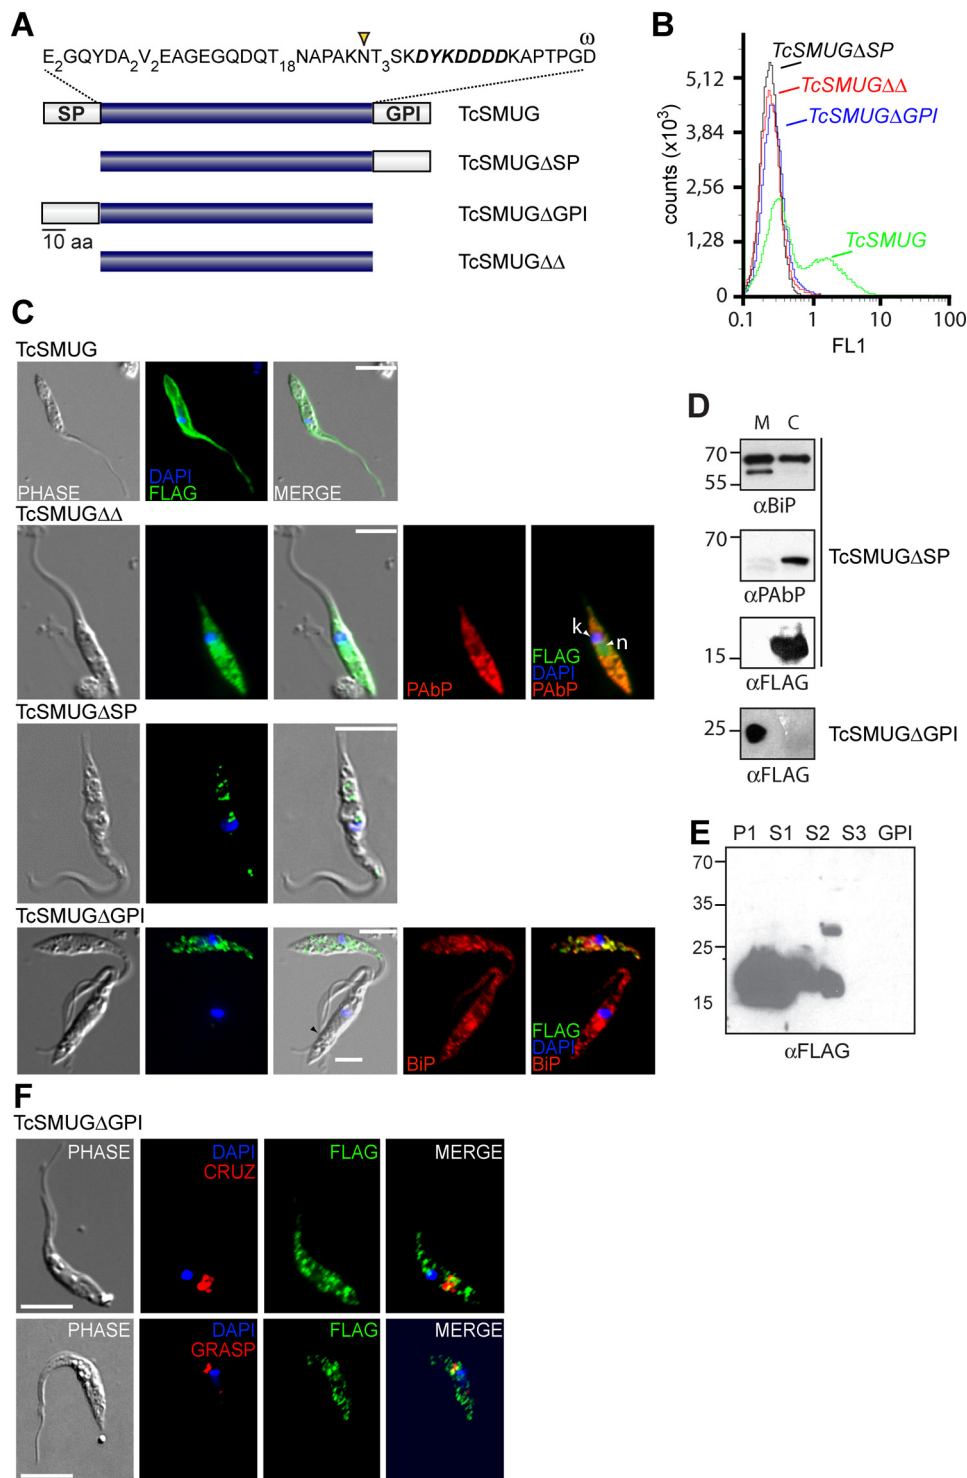 A
ω
E2GQYDA2V2EAGEGQDQT18NAPAKNT3SKDYKDDDDKAPTPGD
SP GPI TcSMUG
TcSMUGΔSP
TcSMUGΔGPI
10 aa
TcSMUGΔΔ
B
TcSMUGΔSP
TcSMUGΔΔ
TcSMUGΔGPI
TcSMUG
counts (x10³)
5,12
3,84
2,56
1,28
0
0.1 1 10 100
FL1
C
TcSMUG
PHASE
DAPI
FLAG
MERGE
TcSMUGΔΔ
PAbP
k
n
FLAG
DAPI
PAbP
TcSMUGΔSP
TcSMUGΔGPI
BiP
FLAG
DAPI
BiP
D
M C
70
55
αBiP
70
αPAbP
TcSMUGΔSP
15
αFLAG
25
TcSMUGΔGPI
αFLAG
E
P1 S1 S2 S3 GPI
70
35
25
15
αFLAG
F
TcSMUGΔGPI
PHASE
DAPI
CRUZ
FLAG
MERGE
PHASE
DAPI
GRASP
FLAG
MERGE